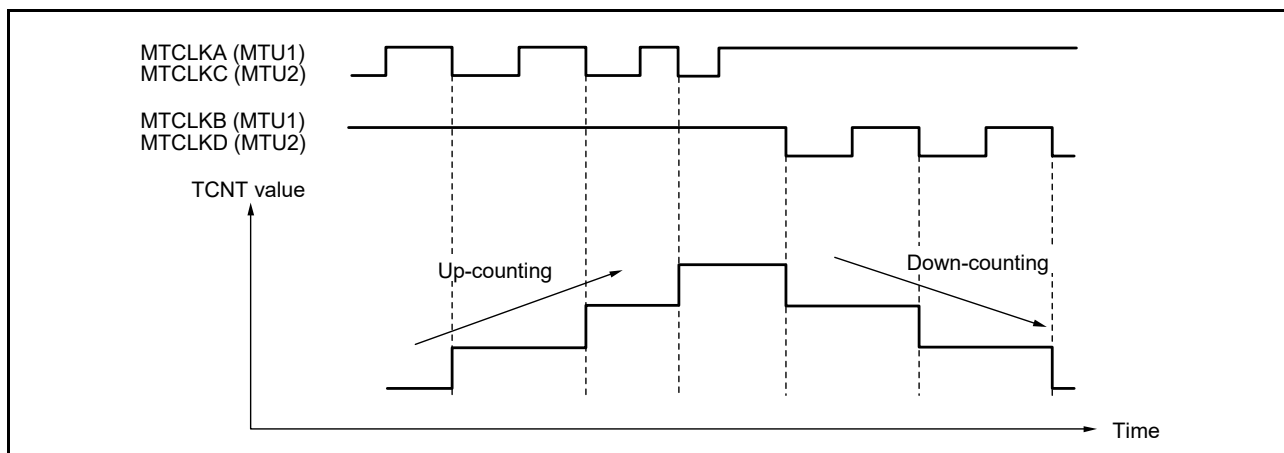 MTCLKA (MTU1)
MTCLKC (MTU2)
MTCLKB (MTU1)
MTCLKD (MTU2)
TCNT value
Up-counting
Down-counting
Time